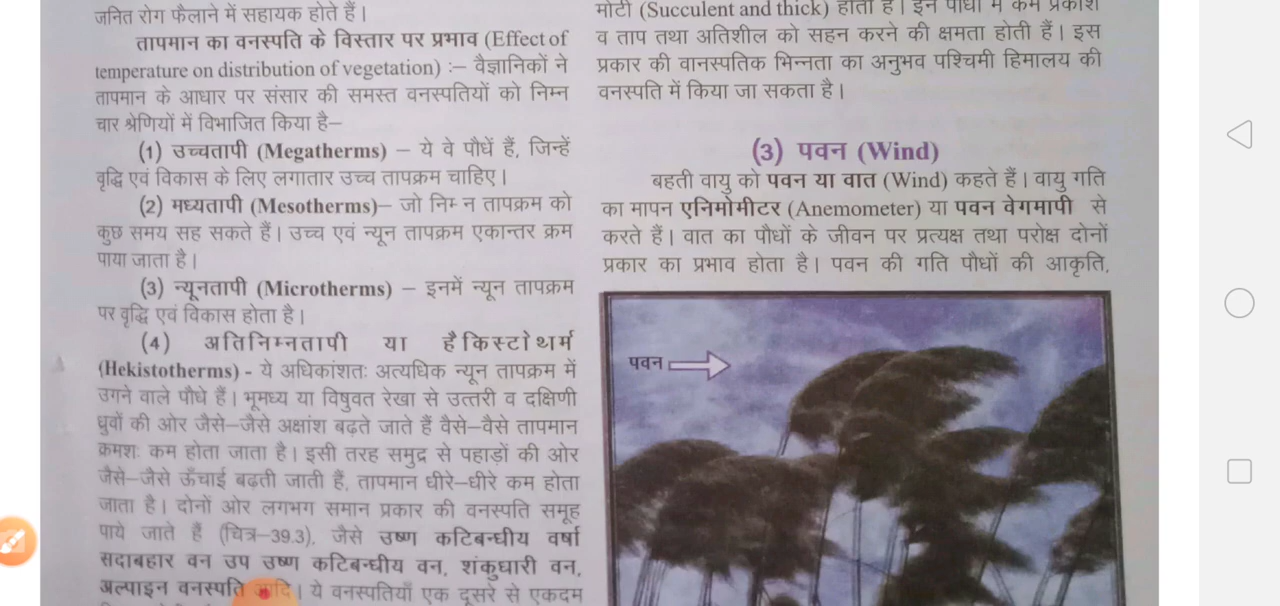 जनित रोग फैलाने में सहायक होते हैं।
तापमान का वनस्पति के विस्तार पर प्रभाव (Effect of
temperature on distribution of vegetation) :– वैज्ञानिकों ने
तापमान के आधार पर संसार की समस्त वनस्पतियों को निम्न
चार श्रेणियों में विभाजित किया है–
(1) उच्चतापी (Megatherms) – ये वे पौधें हैं, जिन्हें
वृद्धि एवं विकास के लिए लगातार उच्च तापक्रम चाहिए।
(2) मध्यतापी (Mesotherms)– जो निम्न तापक्रम को
कुछ समय सह सकते हैं। उच्च एवं न्यून तापक्रम एकान्तर क्रम
पाया जाता है।
(3) न्यूनतापी (Microtherms) – इनमें न्यून तापक्रम
पर वृद्धि एवं विकास होता है।
(4) अतिनिम्नतापी या हैकिस्टोथर्म
(Hekistotherms) - ये अधिकांशतः अत्यधिक न्यून तापक्रम में
उगने वाले पौधे हैं। भूमध्य या विषुवत रेखा से उत्तरी व दक्षिणी
ध्रुवों की ओर जैसे–जैसे अक्षांश बढ़ते जाते हैं वैसे–वैसे तापमान
क्रमशः कम होता जाता है। इसी तरह समुद्र से पहाड़ों की ओर
जैसे–जैसे ऊँचाई बढ़ती जाती हैं, तापमान धीरे–धीरे कम होता
जाता है। दोनों ओर लगभग समान प्रकार की वनस्पति समूह
पाये जाते हैं (चित्र–39.3), जैसे उष्ण कटिबन्धीय वर्षा
सदाबहार वन उप उष्ण कटिबन्धीय वन, शंकुधारी वन,
अल्पाइन वनस्पति आदि। ये वनस्पतियाँ एक दूसरे से एकदम
मोटी (Succulent and thick) होती हैं। इन पौधों में कम प्रकाश
व ताप तथा अतिशील को सहन करने की क्षमता होती हैं। इस
प्रकार की वानस्पतिक भिन्नता का अनुभव पश्चिमी हिमालय की
वनस्पति में किया जा सकता है।
(3) पवन (Wind)
बहती वायु को पवन या वात (Wind) कहते हैं। वायु गति
का मापन एनिमोमीटर (Anemometer) या पवन वेगमापी से
करते हैं। वात का पौधों के जीवन पर प्रत्यक्ष तथा परोक्ष दोनों
प्रकार का प्रभाव होता है। पवन की गति पौधों की आकृति,
पवन